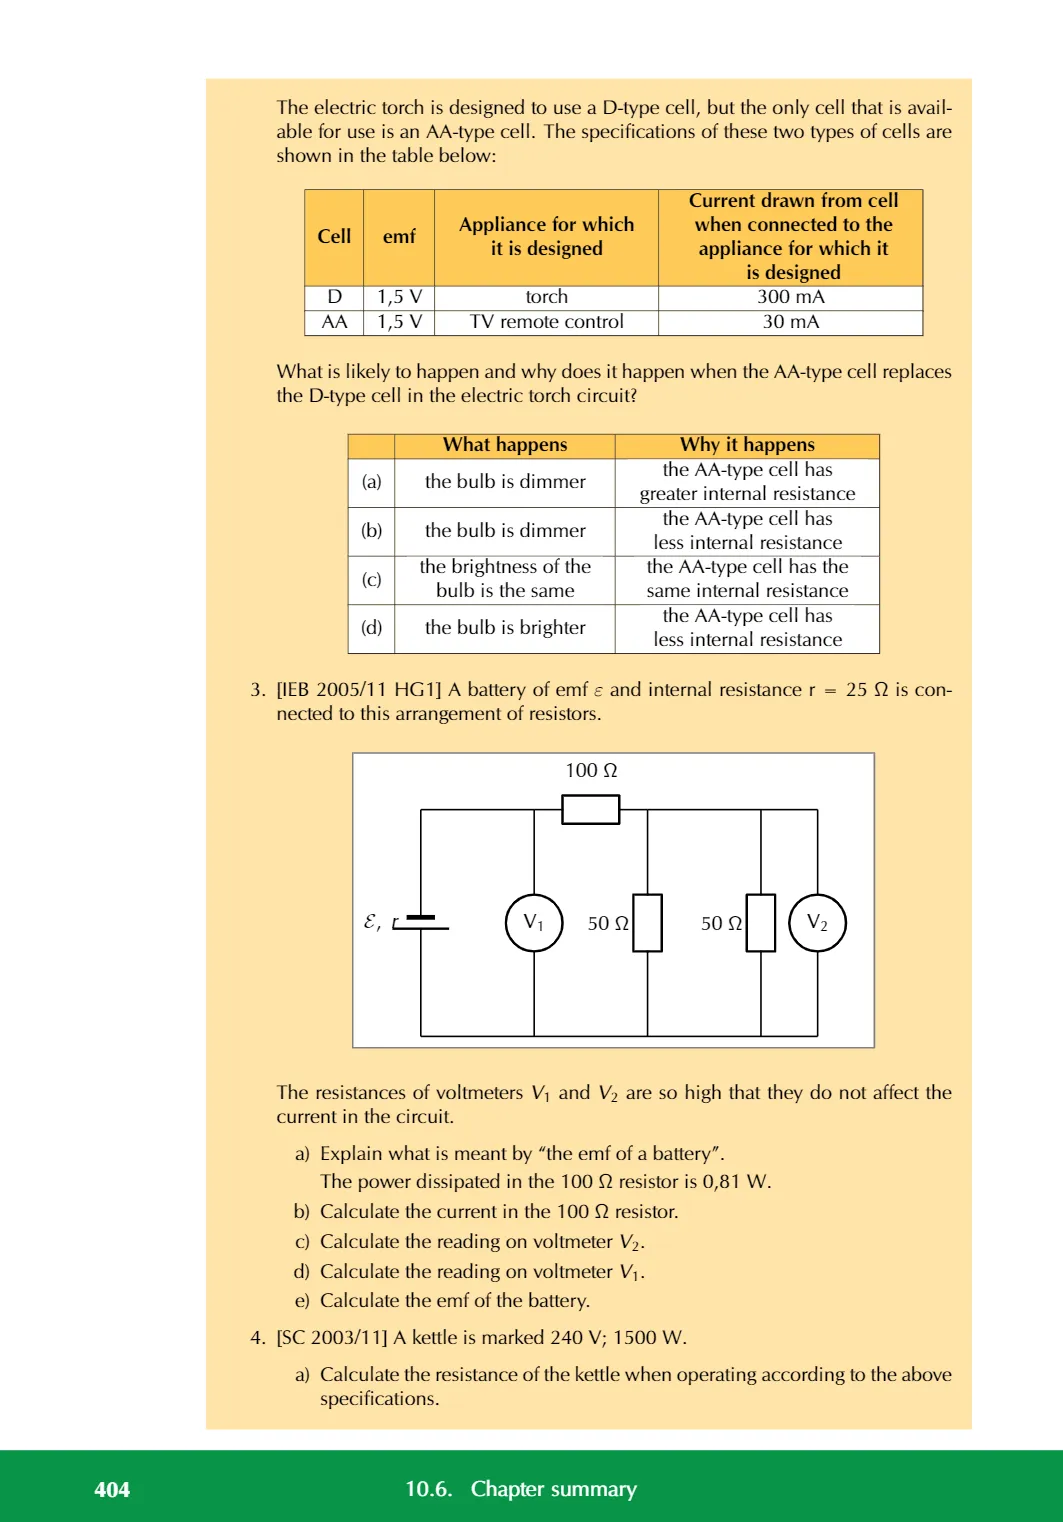 The electric torch is designed to use a D-type cell, but the only cell that is avail-
able for use is an AA-type cell. The specifications of these two types of cells are
shown in the table below:
Cell emf Appliance for which it is designed Current drawn from cell when connected to the appliance for which it is designed
D 1,5 V torch 300 mA
AA 1,5 V TV remote control 30 mA
What is likely to happen and why does it happen when the AA-type cell replaces
the D-type cell in the electric torch circuit?
What happens Why it happens
(a) the bulb is dimmer the AA-type cell has greater internal resistance
(b) the bulb is dimmer the AA-type cell has less internal resistance
(c) the brightness of the bulb is the same the AA-type cell has the same internal resistance
(d) the bulb is brighter the AA-type cell has less internal resistance
3. [IEB 2005/11 HG1] A battery of emf ε and internal resistance r = 25 Ω is con-
nected to this arrangement of resistors.
100 Ω
ℰ, r V₁ 50 Ω 50 Ω V₂
The resistances of voltmeters V₁ and V₂ are so high that they do not affect the
current in the circuit.
a) Explain what is meant by “the emf of a battery”.
The power dissipated in the 100 Ω resistor is 0,81 W.
b) Calculate the current in the 100 Ω resistor.
c) Calculate the reading on voltmeter V₂.
d) Calculate the reading on voltmeter V₁.
e) Calculate the emf of the battery.
4. [SC 2003/11] A kettle is marked 240 V; 1500 W.
a) Calculate the resistance of the kettle when operating according to the above
specifications.
404 10.6. Chapter summary